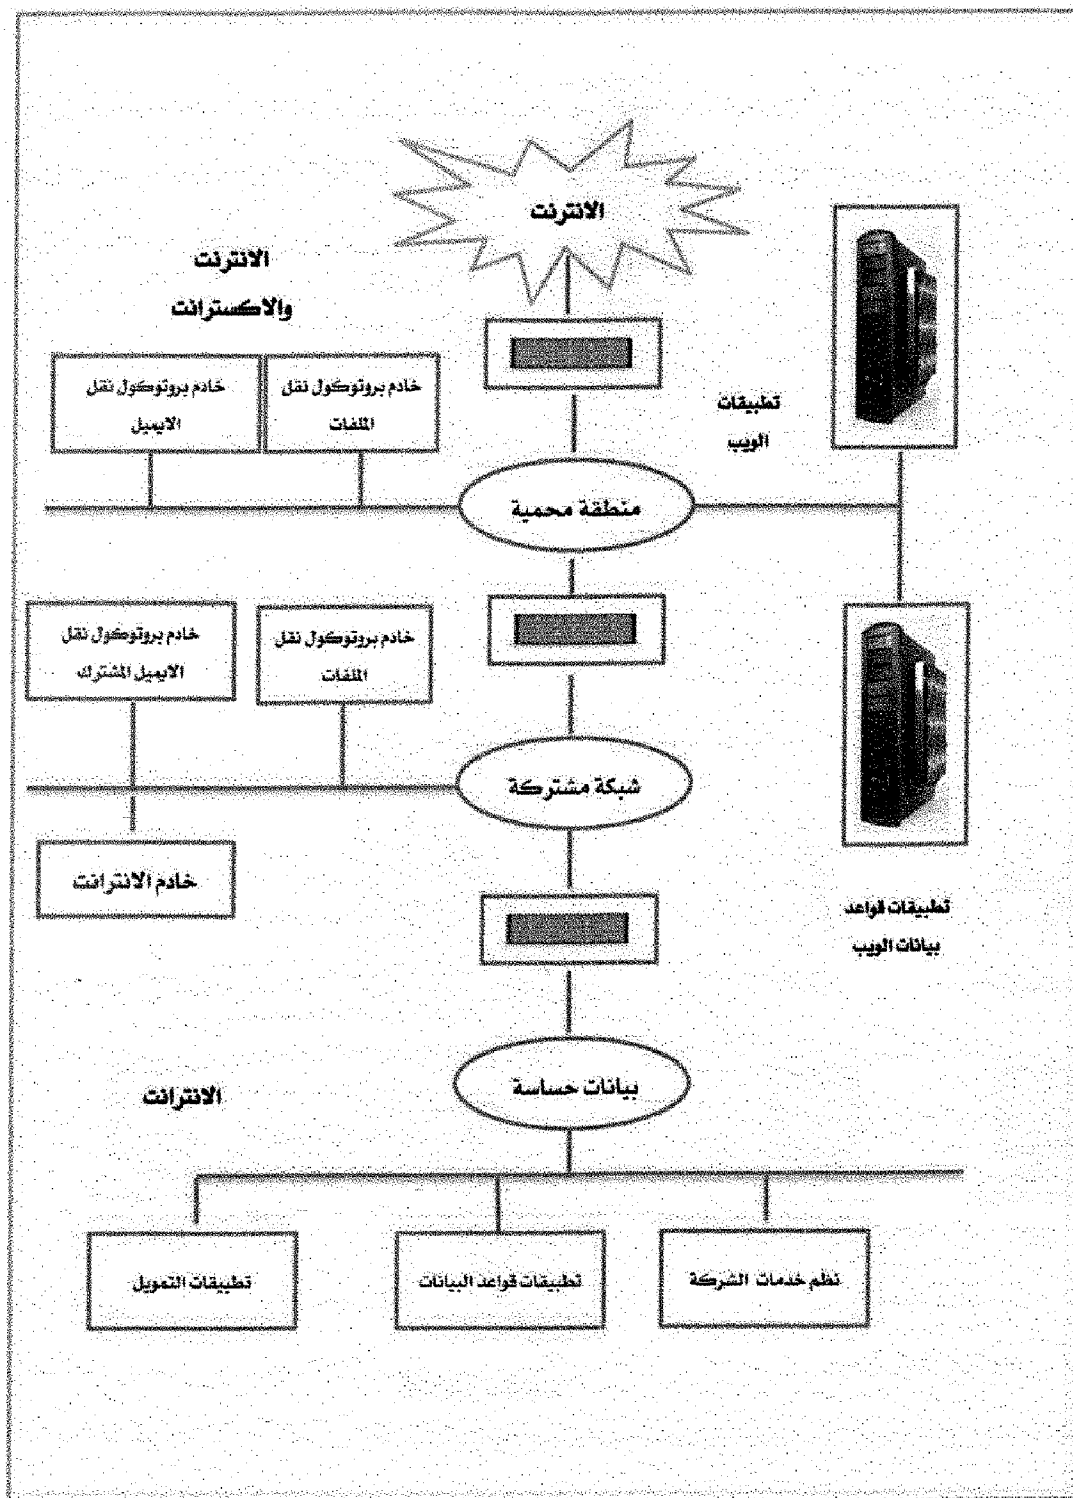 الانترنت
الانترنت
والاكسترانت
خادم بروتوكول نقل
الملفات
خادم بروتوكول نقل
الايميل
تطبيقات
الويب
منطقة محمية
خادم بروتوكول نقل
الملفات
خادم بروتوكول نقل
الايميل المشترك
شبكة مشتركة
خادم الانترانت
تطبيقات قواعد
بيانات الويب
بيانات حساسة
الانترانت
نظم خدمات الشركة
تطبيقات قواعد البيانات
تطبيقات التمويل